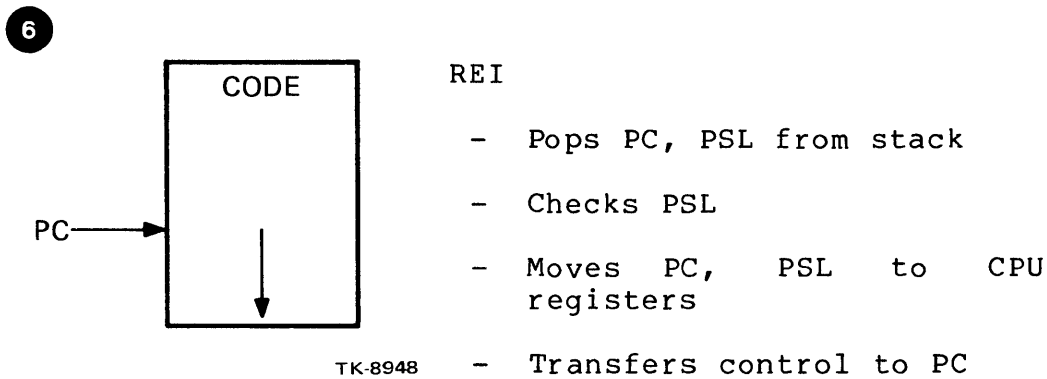 6
CODE
PC
TK-8948
REI
- Pops PC, PSL from stack
- Checks PSL
- Moves PC, PSL to CPU
registers
- Transfers control to PC